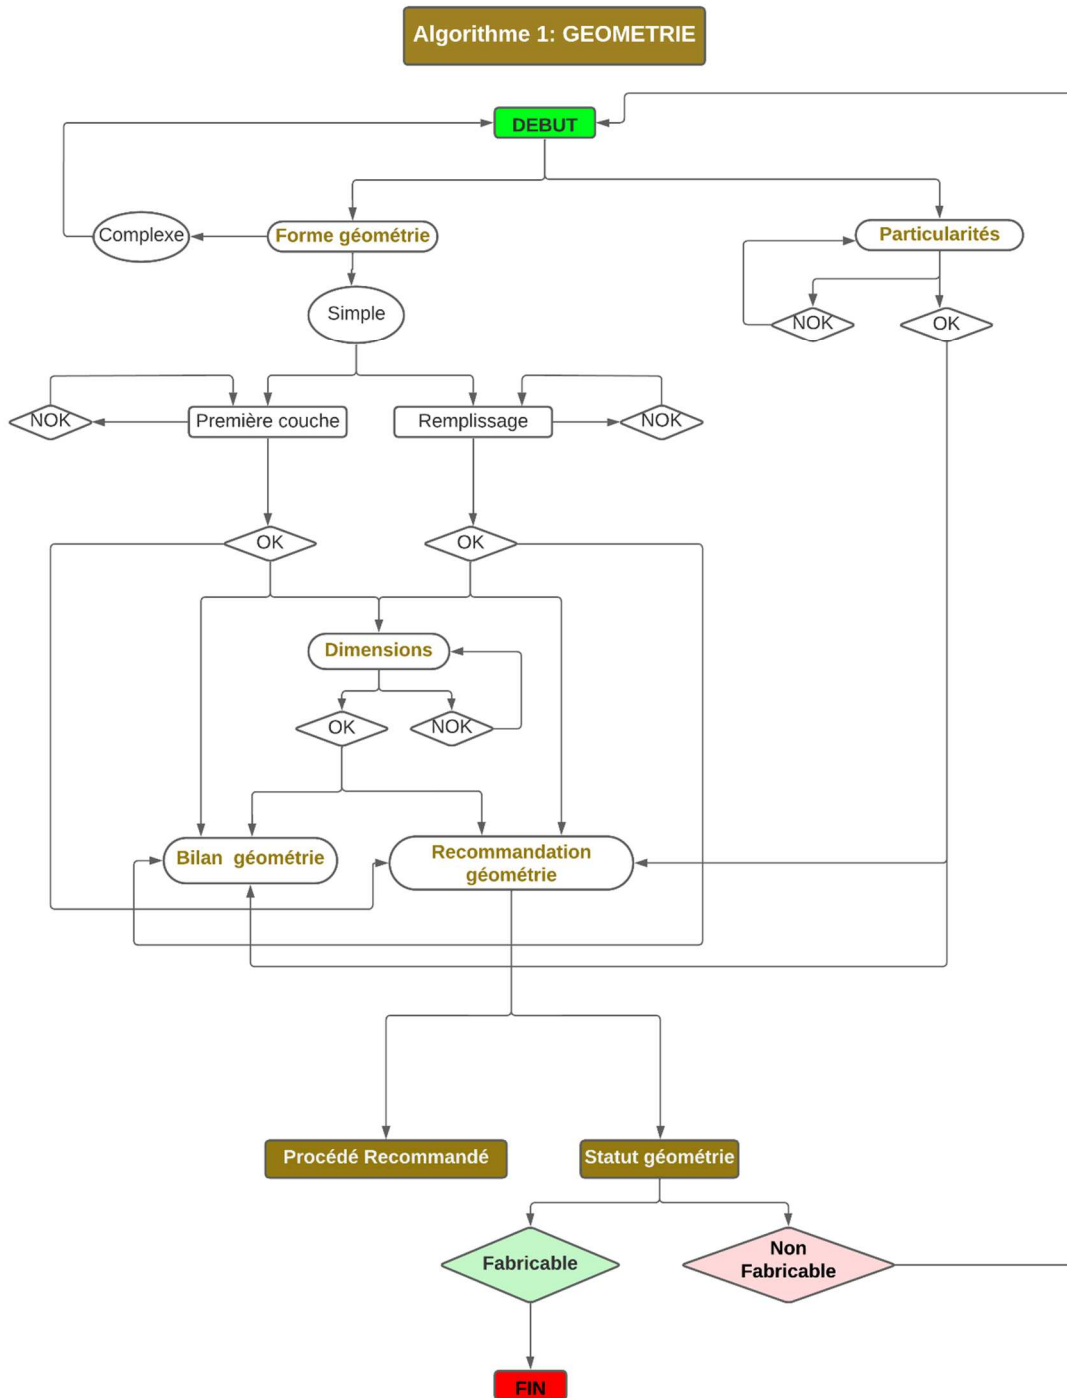 Algorithme 1: GEOMETRIE
DEBUT
Complexe
Forme géométrie
Particularités
Simple
NOK
OK
NOK
Première couche
Remplissage
NOK
OK
OK
Dimensions
OK
NOK
Bilan géométrie
Recommandation
géométrie
Procédé Recommandé
Statut géométrie
Fabricable
Non
Fabricable
FIN